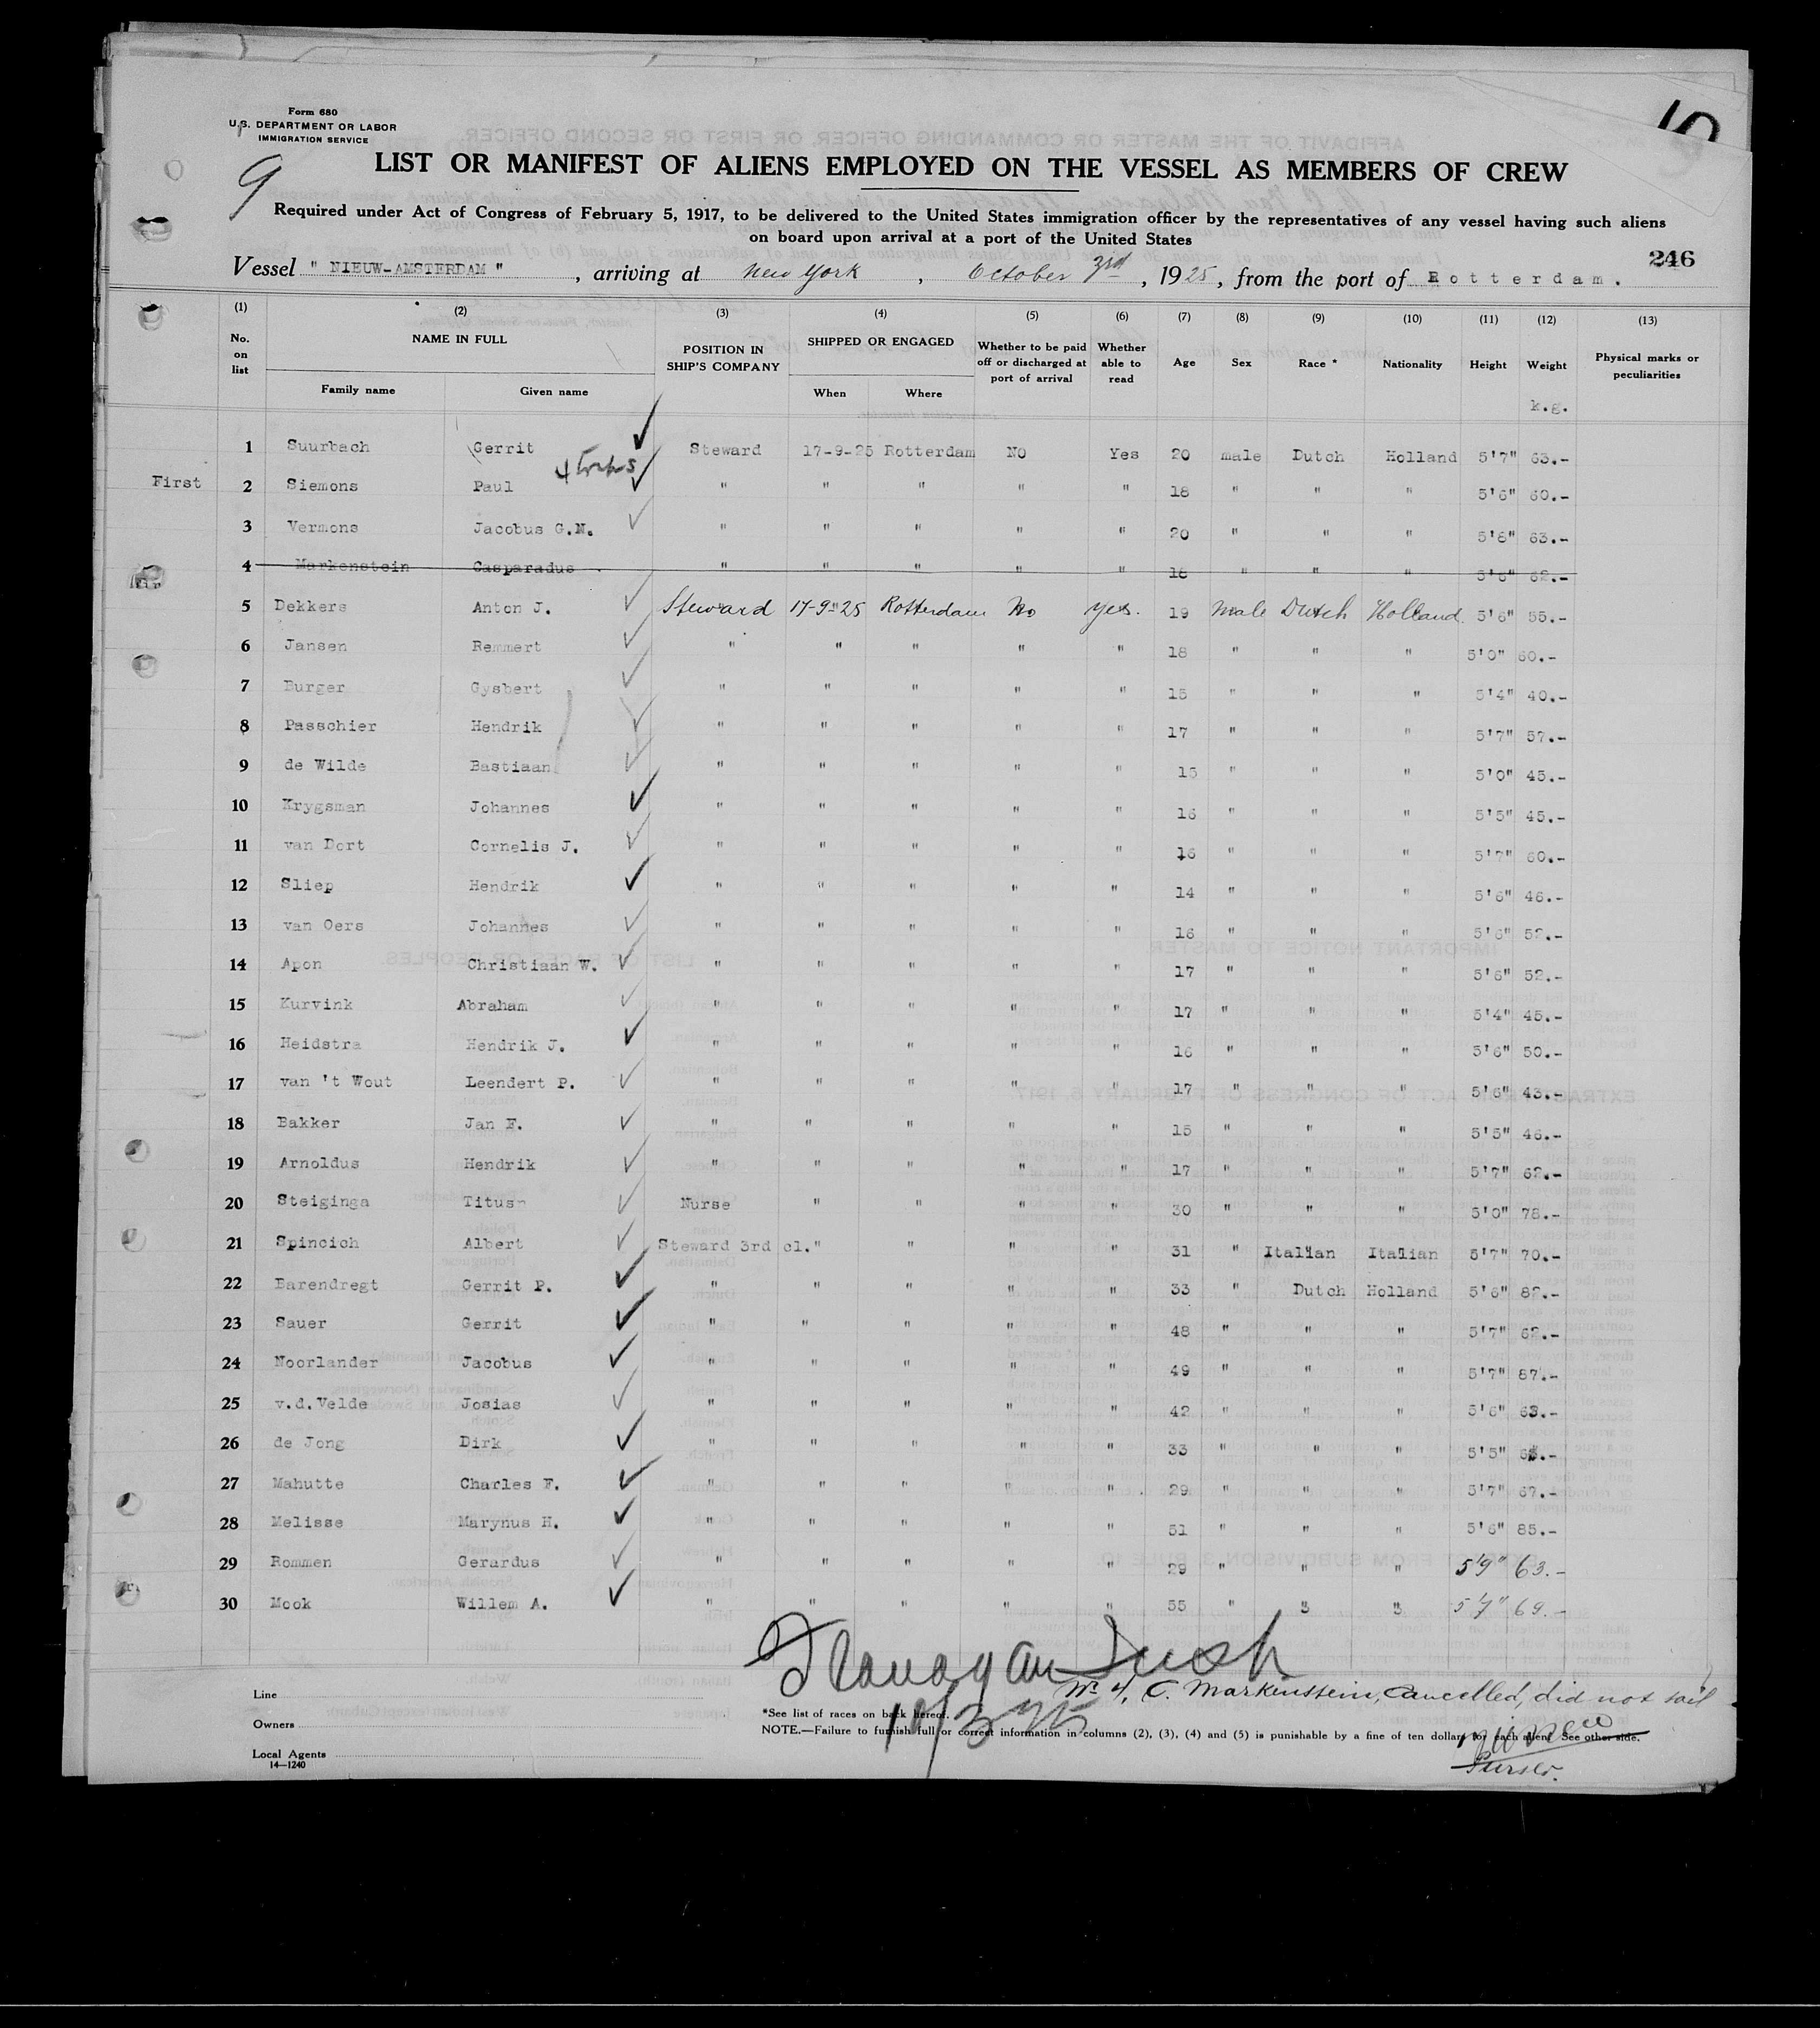 Form 680
U.S. DEPARTMENT OR LABOR
IMMIGRATION SERVICE
9
LIST OR MANIFEST OF ALIENS EMPLOYED ON THE VESSEL AS MEMBERS OF CREW
Required under Act of Congress of February 5, 1917, to be delivered to the United States immigration officer by the representatives of any vessel having such aliens
on board upon arrival at a port of the United States
246
Vessel " NIEUW-AMSTERDAM ", arriving at New York, October 3rd, 1925, from the port of Rotterdam.
(1) (2) (3) (4) (5) (6) (7) (8) (9) (10) (11) (12) (13)
No. on list NAME IN FULL POSITION IN SHIP'S COMPANY SHIPPED OR ENGAGED Whether to be paid off or discharged at port of arrival Whether able to read Age Sex Race * Nationality Height Weight Physical marks or peculiarities
Family name Given name When Where k.g.
1 Suurbach Gerrit Steward 17-9-25 Rotterdam No Yes 20 male Dutch Holland 5'7" 63.-
First 2 Siemons Paul " " " " " 18 " " " 5'6" 60.-
3 Vermons Jacobus G.N. " " " " " 20 " " " 5'8" 63.-
4 Markenstein Casparadus " " " " " 16 " " " 5'6" 62.-
5 Dekkers Anton J. Steward 17-9-25 Rotterdam No yes. 19 Male Dutch Holland 5'6" 55.-
6 Jansen Remmert " " " " " 18 " " " 5'0" 60.-
7 Burger Gysbert " " " " " 15 " " " 5'4" 40.-
8 Passchier Hendrik " " " " " 17 " " " 5'7" 57.-
9 de Wilde Bastiaan " " " " " 15 " " " 5'0" 45.-
10 Krygsman Johannes " " " " " 16 " " " 5'5" 45.-
11 van Dort Cornelis J. " " " " " 16 " " " 5'7" 60.-
12 Sliep Hendrik " " " " " 14 " " " 5'6" 46.-
13 van Oers Johannes " " " " " 16 " " " 5'6" 52.-
14 Apon Christiaan W. " " " " " 17 " " " 5'6" 52.-
15 Kurvink Abraham " " " " " 17 " " " 5'4" 45.-
16 Heidstra Hendrik J. " " " " " 16 " " " 5'6" 50.-
17 van 't Wout Leendert P. " " " " " 17 " " " 5'6" 43.-
18 Bakker Jan F. " " " " " 15 " " " 5'5" 46.-
19 Arnoldus Hendrik " " " " " 17 " " " 5'7" 62.-
20 Steiginga Titus Nurse " " " " 30 " " " 5'0" 78.-
21 Spincich Albert Steward 3rd cl. " " " " 31 " Italian Italian 5'7" 70.-
22 Barendregt Gerrit P. " " " " " 33 " Dutch Holland 5'6" 82.-
23 Sauer Gerrit " " " " " 48 " " " 5'7" 62.-
24 Noorlander Jacobus " " " " " 49 " " " 5'7" 87.-
25 v.d.Velde Josias " " " " " 42 " " " 5'6" 63.-
26 de Jong Dirk " " " " " 33 " " " 5'5"
27 Mahutte Charles F. " " " " " 29 " " " 5'7" 67.-
28 Melisse Marynus H. " " " " " 51 " " " 5'6" 85.-
29 Rommen Gerardus " " " " " 29 " " " 5'9" 63.-
30 Mook Willem A. " " " " " 55 " " " 5'7" 69.-
Flanagan
10/3/25
No 4, C. Markenstein, Cancelled, did not sail
Purser.
Line
Owners
Local Agents
14—1240
*See list of races on back hereof.
NOTE.—Failure to furnish full or correct information in columns (2), (3), (4) and (5) is punishable by a fine of ten dollars for each alien. See other side.